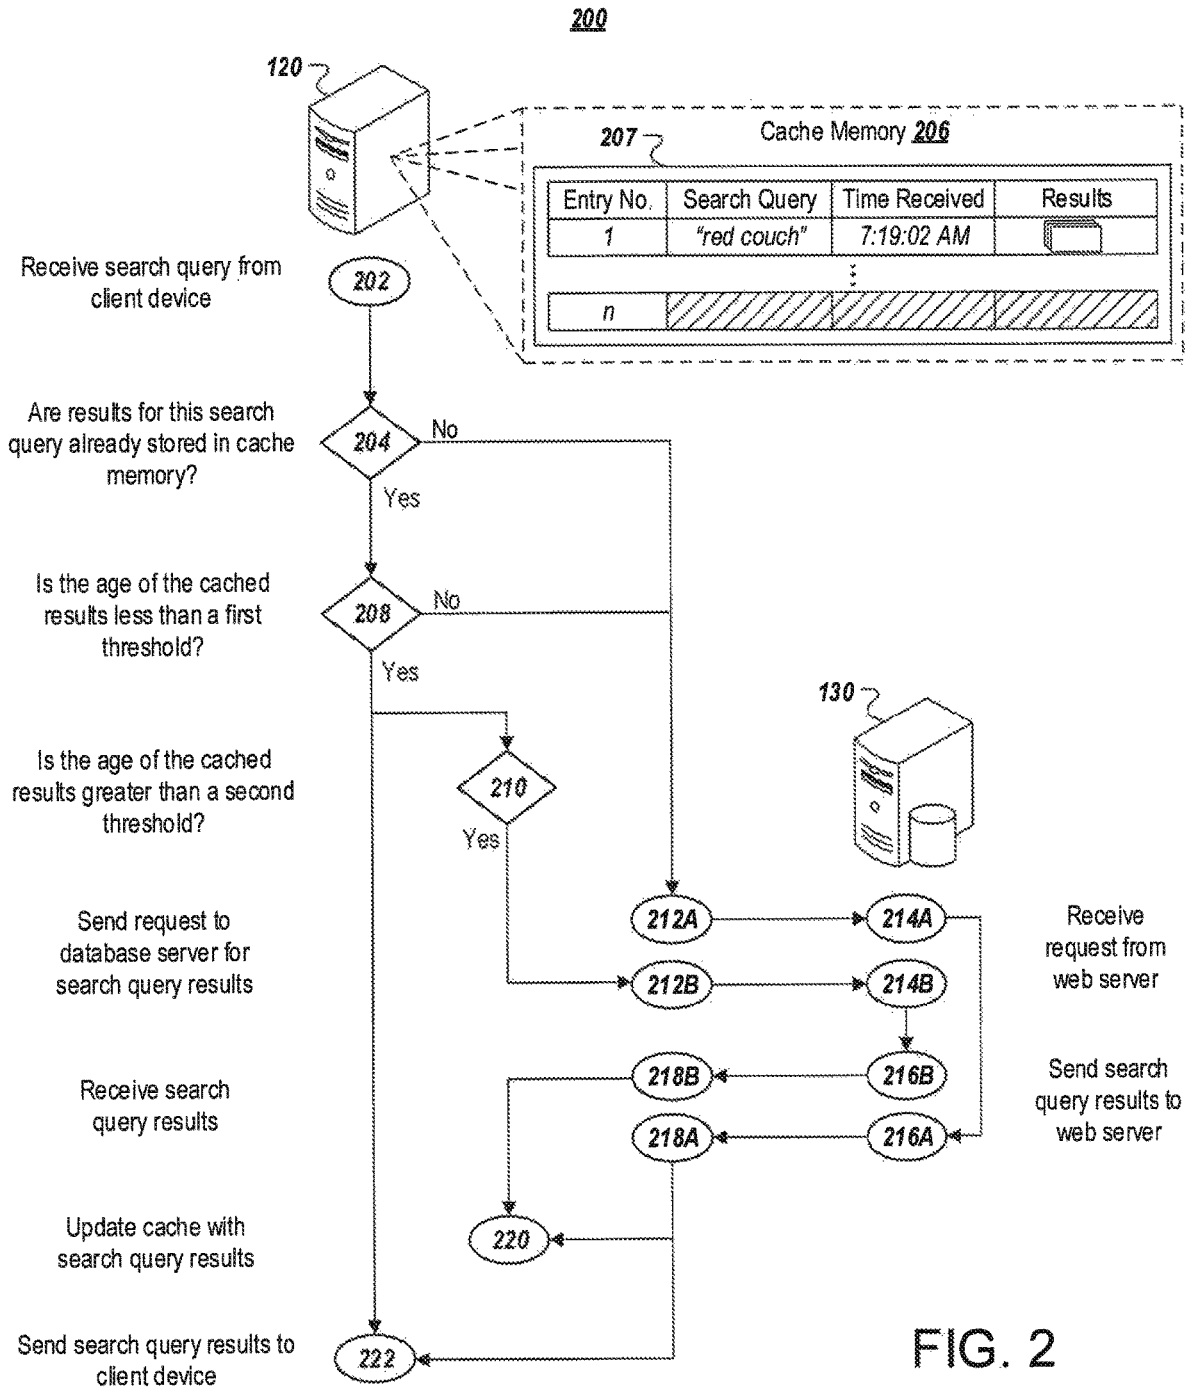 200
120
Cache Memory 206
207
Entry No. Search Query Time Received Results
1 "red couch" 7:19:02 AM
n
Receive search query from
client device
202
Are results for this search
query already stored in cache
memory?
204
No
Yes
Is the age of the cached
results less than a first
threshold?
208
No
Yes
130
Is the age of the cached
results greater than a second
threshold?
210
Yes
Send request to
database server for
search query results
212A
214A
212B
214B
Receive
request from
web server
Receive search
query results
218B
216B
218A
216A
Send search
query results to
web server
Update cache with
search query results
220
Send search query results to
client device
222
FIG. 2